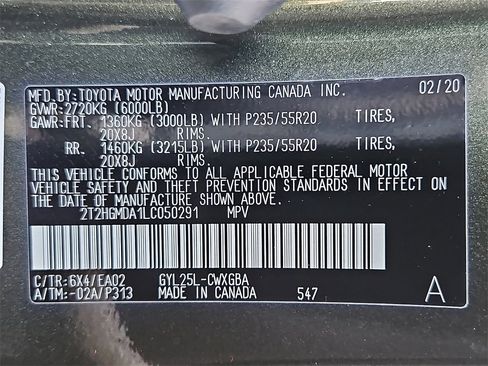 MFD.BY:TOYOTA MOTOR MANUFACTURING CANADA INC. 02/20
GVWR:2720KG (6000LB)
GAWR:FRT. 1360KG (3000LB) WITH P235/55R20 TIRES,
20X8J RIMS.
RR. 1460KG (3215LB) WITH P235/55R20 TIRES,
20X8J RIMS.
THIS VEHICLE CONFORMS TO ALL APPLICABLE FEDERAL MOTOR
VEHICLE SAFETY AND THEFT PREVENTION STANDARDS IN EFFECT ON
THE DATE OF MANUFACTURE SHOWN ABOVE.
2T2HGMDA1LC050291 MPV
C/TR:6X4/EA02 GYL25L-CWXGBA
A/TM:-02A/P313 MADE IN CANADA 547 A